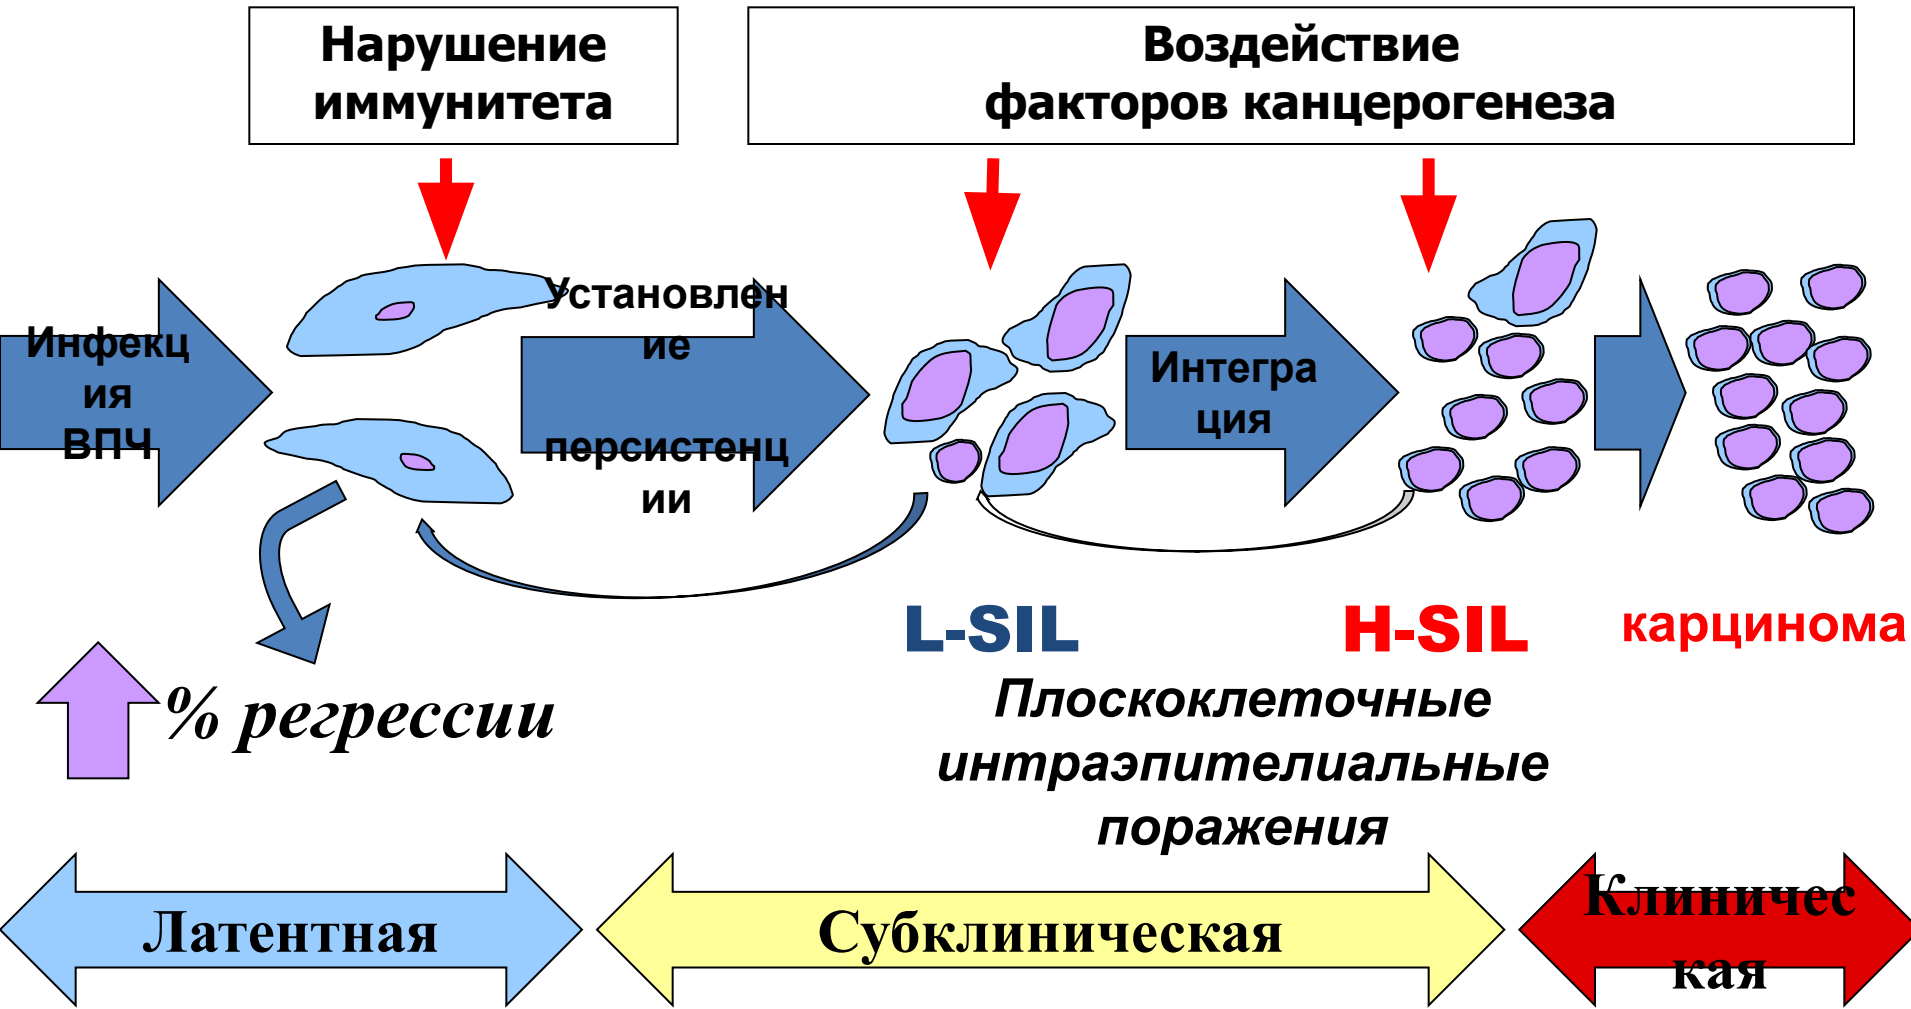 Нарушение
иммунитета
Воздействие
факторов канцерогенеза
Инфекц
ия
ВПЧ
Установлен
ие
персистенц
ии
Интегра
ция
L-SIL
H-SIL
карцинома
% регрессии
Плоскоклеточные
интраэпителиальные
поражения
Латентная
Субклиническая
Клиничес
кая